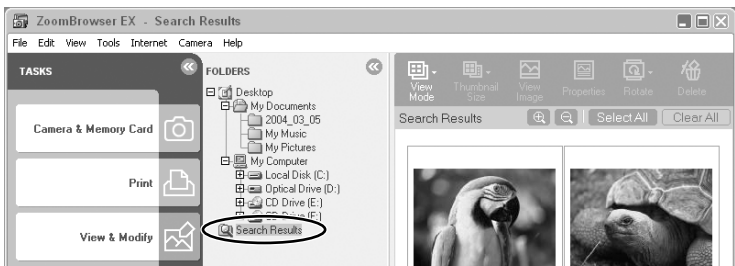 ZoomBrowser EX - Search Results
File Edit View Tools Internet Camera Help
TASKS
Camera & Memory Card
Print
View & Modify
FOLDERS
Desktop
My Documents
2004_03_05
My Music
My Pictures
My Computer
Local Disk (C:)
Optical Drive (D:)
CD Drive (E:)
CD Drive (F:)
Search Results
View Mode Thumbnail Size View Image Properties Rotate Delete
Search Results Select All Clear All